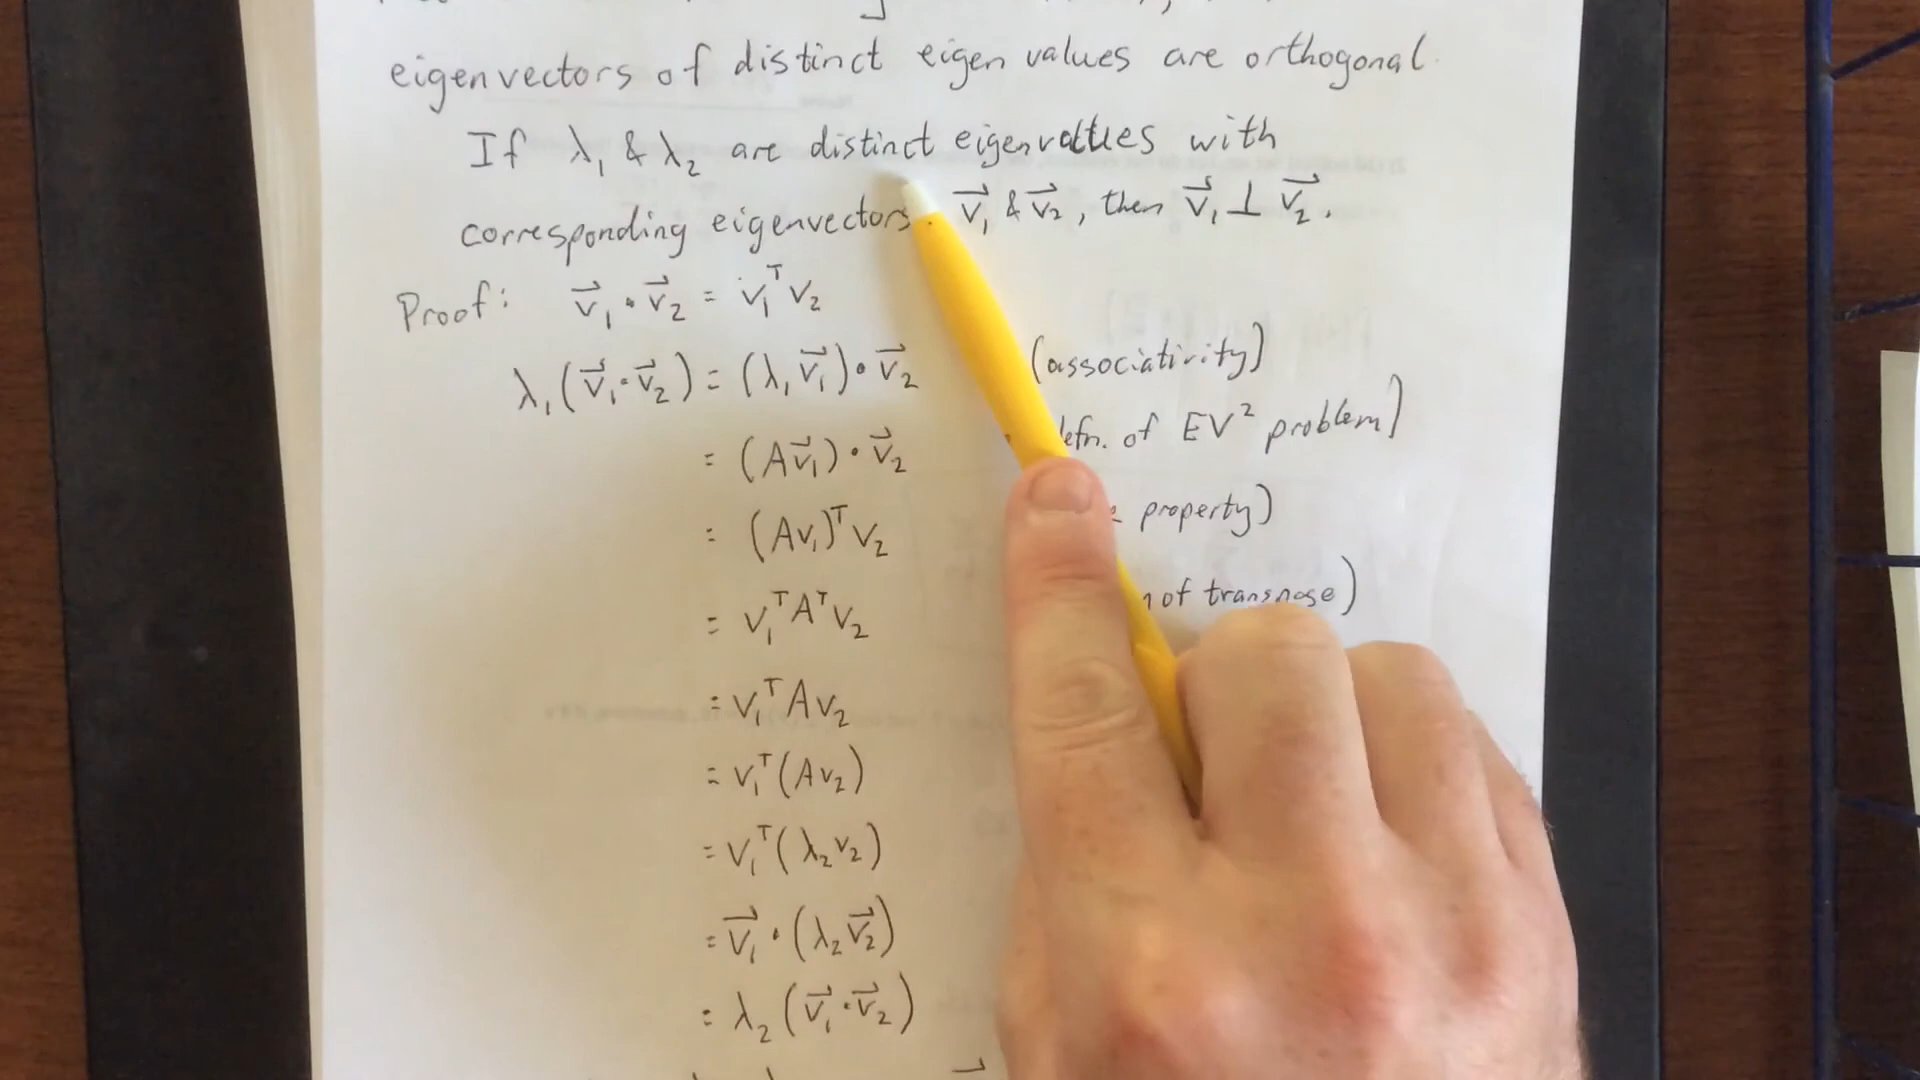 eigenvectors of distinct eigen values are orthogonal.
If λ₁ & λ₂ are distinct eigenvalues with
corresponding eigenvectors v⃗₁ & v⃗₂, then v⃗₁ ⊥ v⃗₂.
Proof: v⃗₁ · v⃗₂ = v₁ᵀv₂
λ₁(v⃗₁ · v⃗₂) = (λ₁v⃗₁) · v⃗₂ (associativity)
= (Av⃗₁) · v⃗₂ defn. of EV² problem)
= (Av₁)ᵀv₂ property)
= v₁ᵀAᵀv₂ of transpose)
= v₁ᵀAv₂
= v₁ᵀ(Av₂)
= v₁ᵀ(λ₂v₂)
= v⃗₁ · (λ₂v⃗₂)
= λ₂(v⃗₁ · v⃗₂)